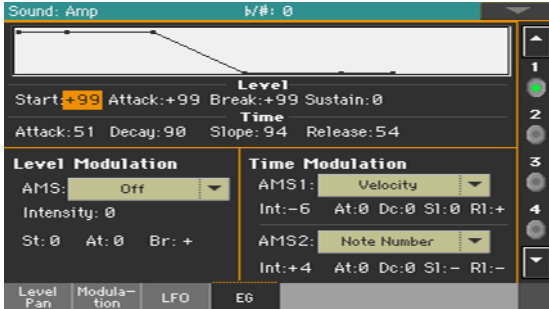 Sound: Amp ♭/#: 0
Level
Start:+99 Attack:+99 Break:+99 Sustain:0
Time
Attack:51 Decay:90 Slope:94 Release:54
Level Modulation
AMS: Off
Intensity: 0
St:0 At:0 Br: +
Time Modulation
AMS1: Velocity
Int:-6 At:0 Dc:0 Sl:0 Rl:+
AMS2: Note Number
Int:+4 At:0 Dc:0 Sl:- Rl:-
1
2
3
4
Level Pan
Modula-tion
LFO
EG